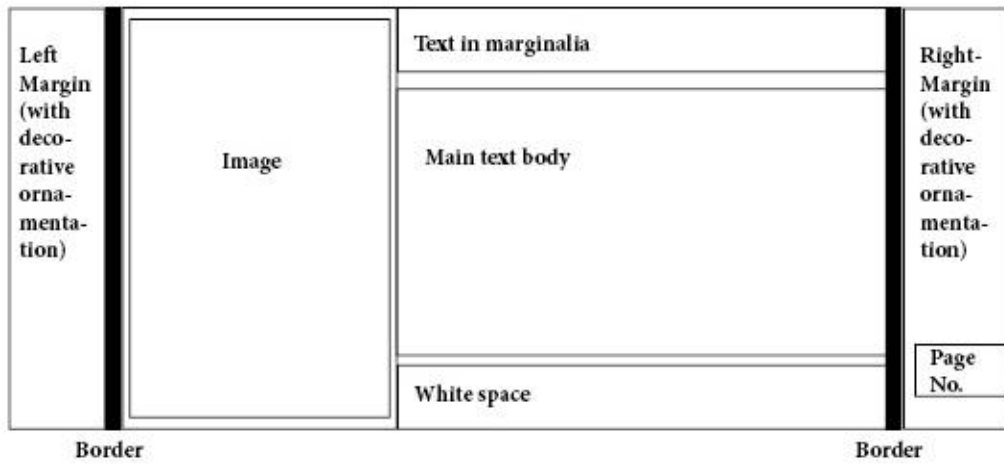 Left
Margin
(with
deco-
rative
orna-
menta-
tion)
Image
Text in marginalia
Main text body
White space
Right-
Margin
(with
deco-
rative
orna-
menta-
tion)
Page
No.
Border
Border